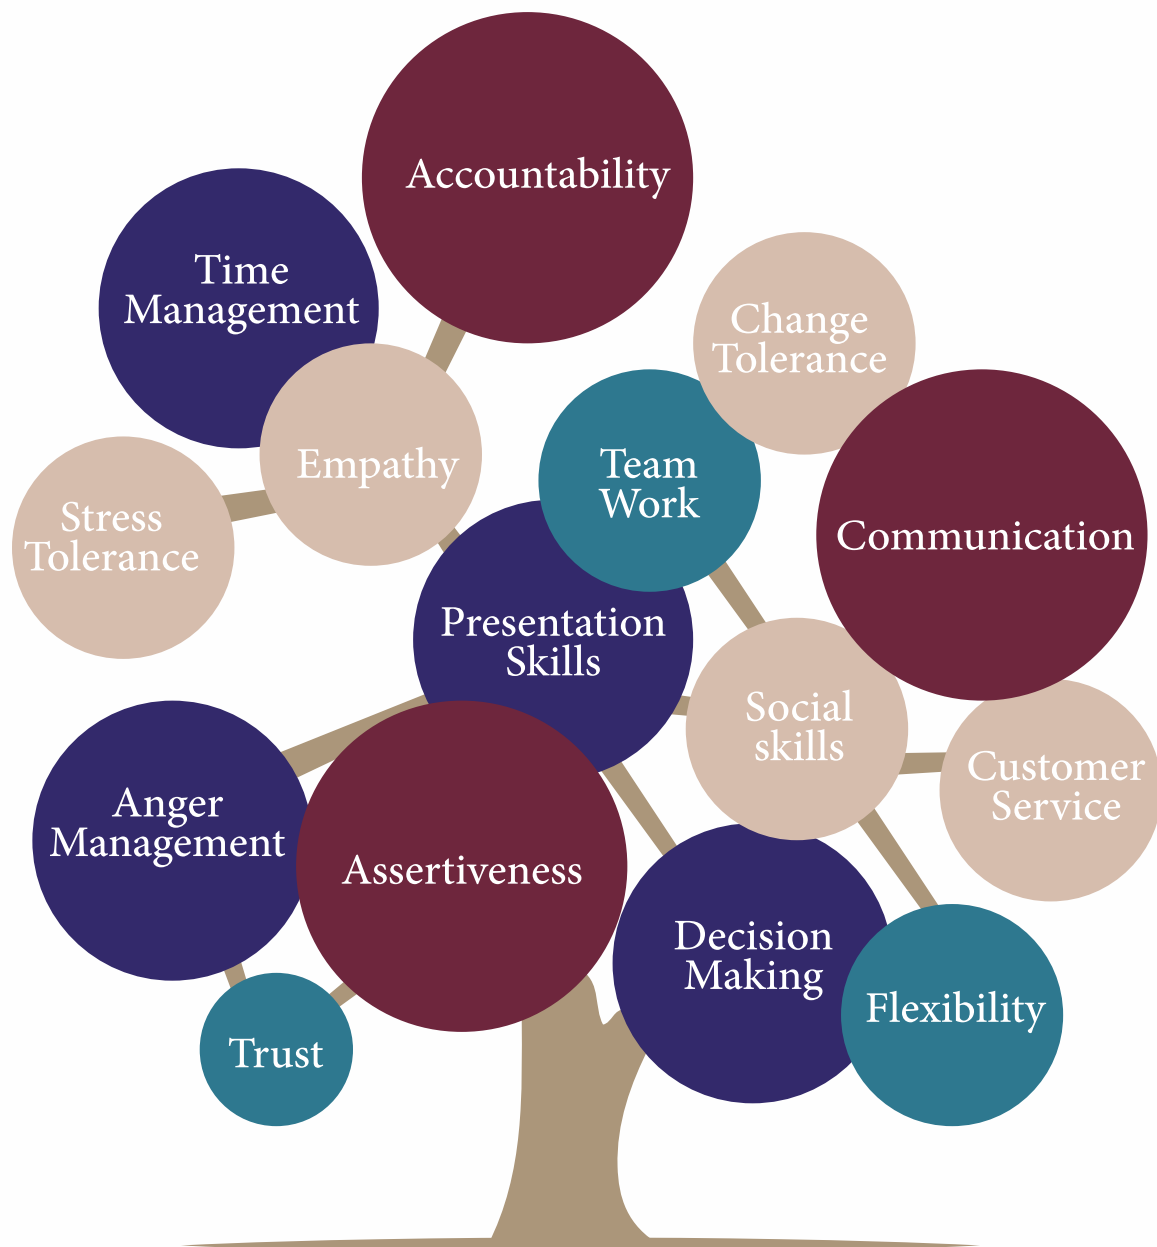 Accountability
Time
Management
Change
Tolerance
Empathy
Team
Work
Stress
Tolerance
Communication
Presentation
Skills
Social
skills
Customer
Service
Anger
Management
Assertiveness
Decision
Making
Flexibility
Trust